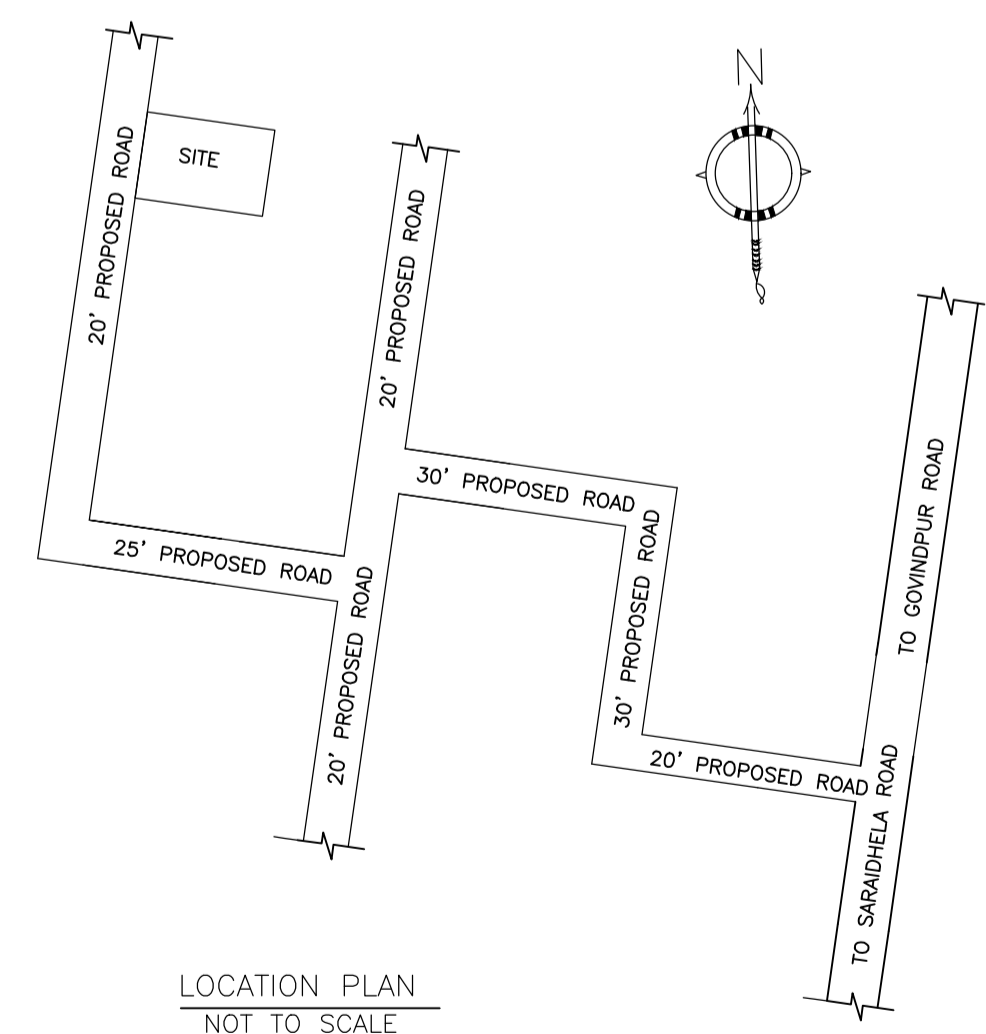 N
SITE
20' PROPOSED ROAD
20' PROPOSED ROAD
30' PROPOSED ROAD
25' PROPOSED ROAD
20' PROPOSED ROAD
30' PROPOSED ROAD
20' PROPOSED ROAD
TO GOVINDPUR ROAD
TO SARAIDHELA ROAD
LOCATION PLAN
NOT TO SCALE